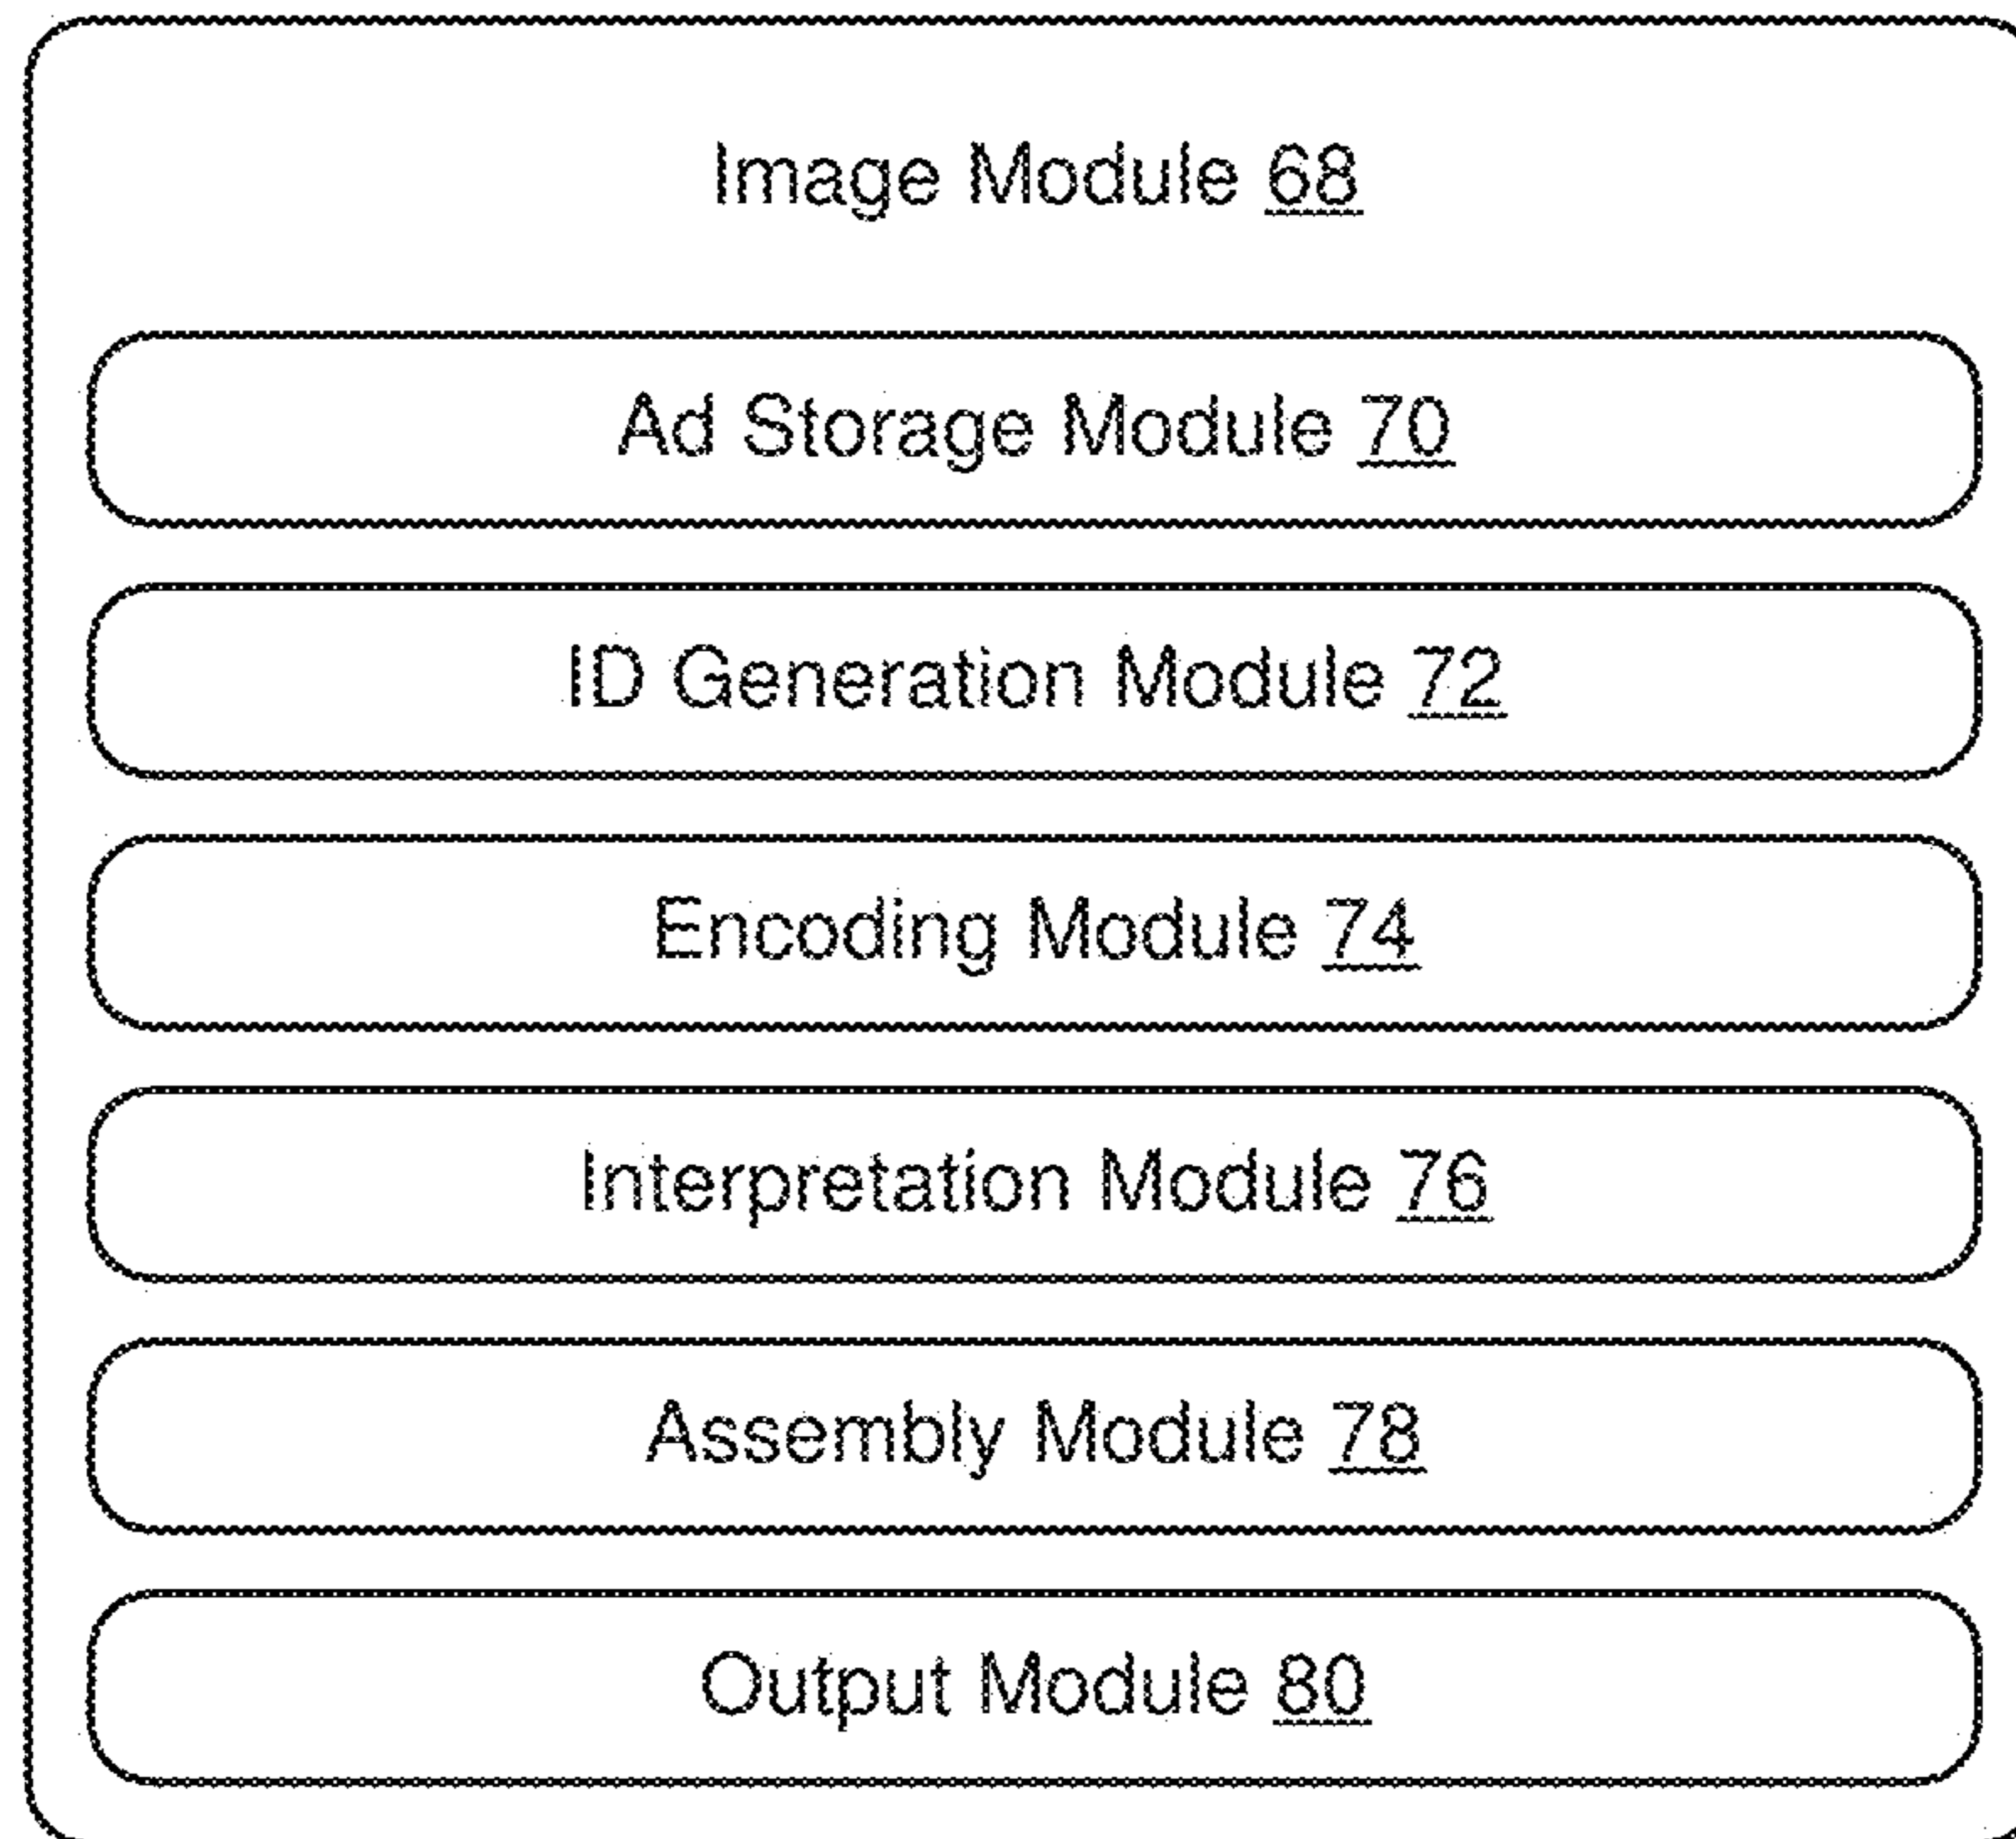 Image Module 68
Ad Storage Module 70
ID Generation Module 72
Encoding Module 74
Interpretation Module 76
Assembly Module 78
Output Module 80